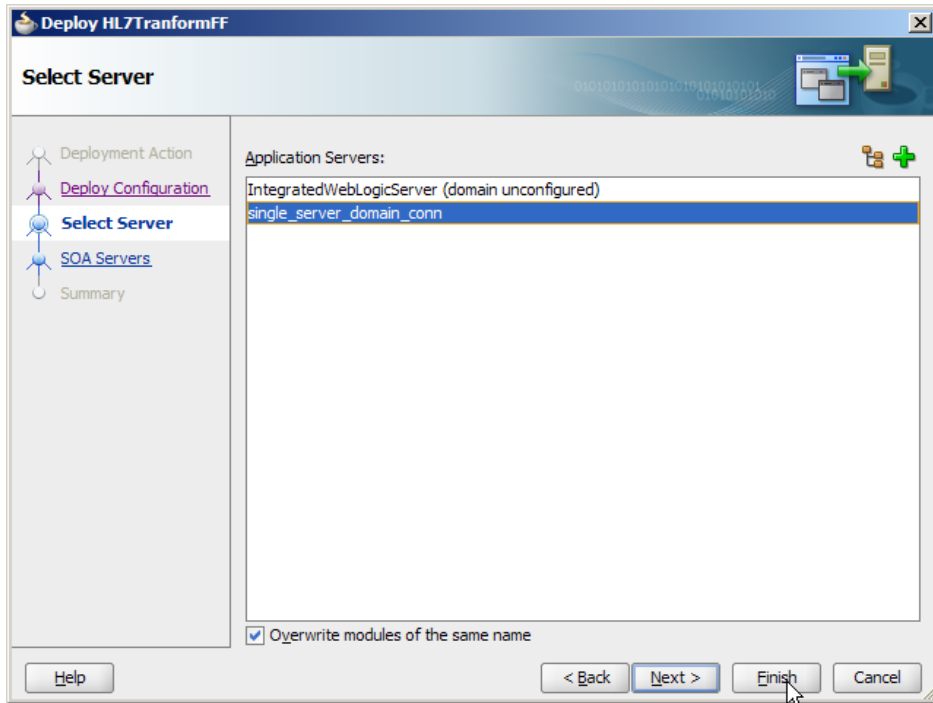 Deploy HL7TranformFF
Select Server
Deployment Action
Deploy Configuration
Select Server
SOA Servers
Summary
Application Servers:
IntegratedWebLogicServer (domain unconfigured)
single_server_domain_conn
Overwrite modules of the same name
Help
< Back
Next >
Finish
Cancel